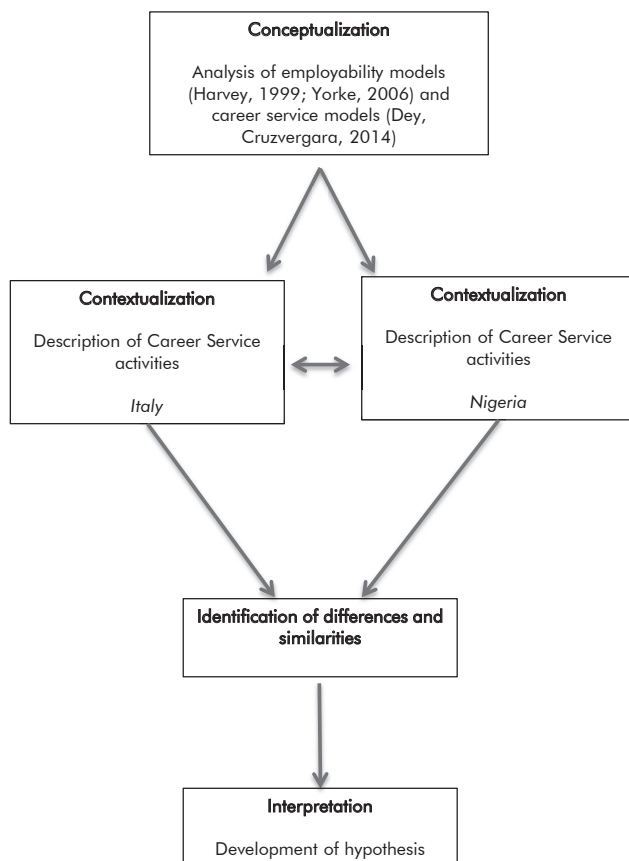 Conceptualization
Analysis of employability models
(Harvey, 1999; Yorke, 2006) and
career service models (Dey,
Cruzvergara, 2014)
Contextualization
Description of Career Service
activities
Italy
Contextualization
Description of Career Service
activities
Nigeria
Identification of differences and
similarities
Interpretation
Development of hypothesis